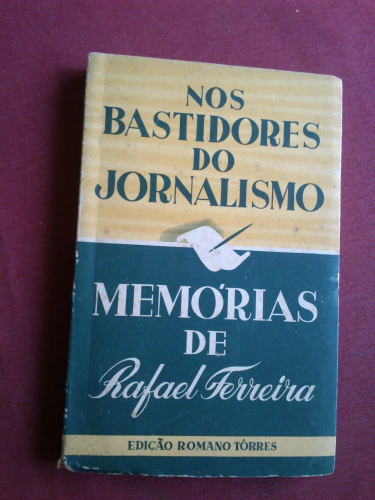 NOS
BASTIDORES
DO
JORNALISMO
MEMÓRIAS
DE
Rafael Ferreira
EDIÇÃO ROMANO TÔRRES